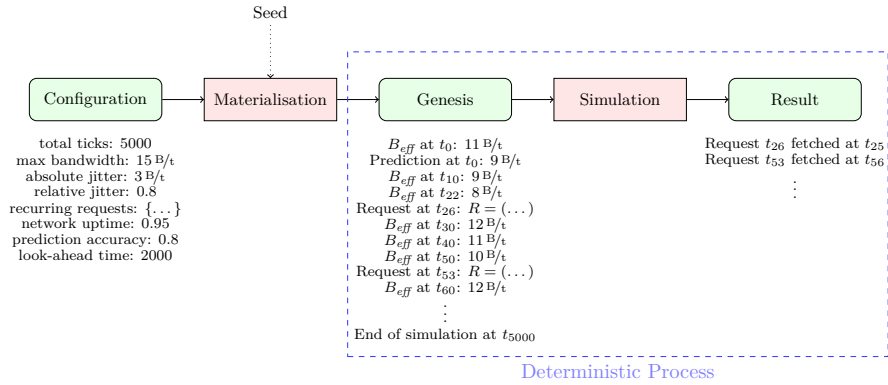 Seed
Configuration
Materialisation
Genesis
Simulation
Result
total ticks: 5000
max bandwidth: 15 B/t
absolute jitter: 3 B/t
relative jitter: 0.8
recurring requests: {...}
network uptime: 0.95
prediction accuracy: 0.8
look-ahead time: 2000
B_eff at t_0: 11 B/t
Prediction at t_0: 9 B/t
B_eff at t_10: 9 B/t
B_eff at t_22: 8 B/t
Request at t_26: R = (...)
B_eff at t_30: 12 B/t
B_eff at t_40: 11 B/t
B_eff at t_50: 10 B/t
Request at t_53: R = (...)
B_eff at t_60: 12 B/t
⋮
End of simulation at t_5000
Request t_26 fetched at t_25
Request t_53 fetched at t_56
⋮
Deterministic Process